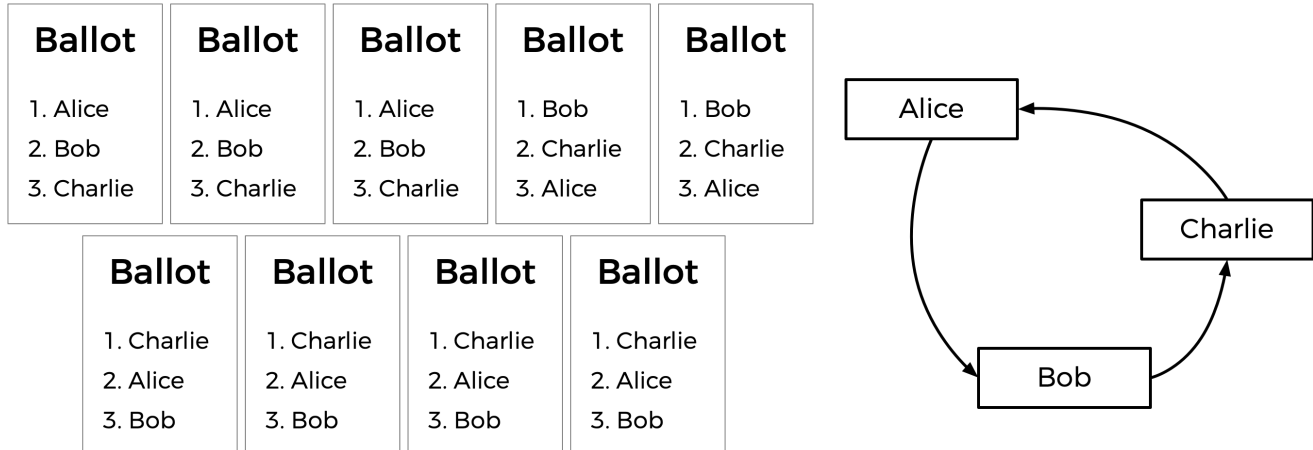 Ballot
1. Alice
2. Bob
3. Charlie
Ballot
1. Alice
2. Bob
3. Charlie
Ballot
1. Alice
2. Bob
3. Charlie
Ballot
1. Bob
2. Charlie
3. Alice
Ballot
1. Bob
2. Charlie
3. Alice
Ballot
1. Charlie
2. Alice
3. Bob
Ballot
1. Charlie
2. Alice
3. Bob
Ballot
1. Charlie
2. Alice
3. Bob
Ballot
1. Charlie
2. Alice
3. Bob
Alice
Charlie
Bob